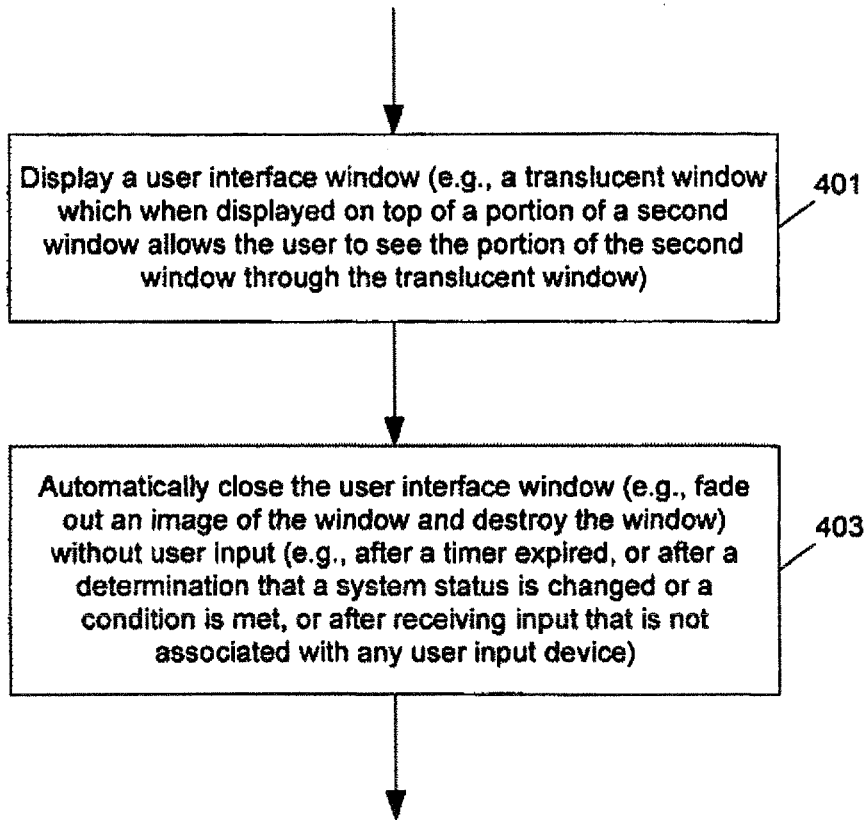 Display a user interface window (e.g., a translucent window
which when displayed on top of a portion of a second
window allows the user to see the portion of the second
window through the translucent window)
401
Automatically close the user interface window (e.g., fade
out an image of the window and destroy the window)
without user input (e.g., after a timer expired, or after a
determination that a system status is changed or a
condition is met, or after receiving input that is not
associated with any user input device)
403